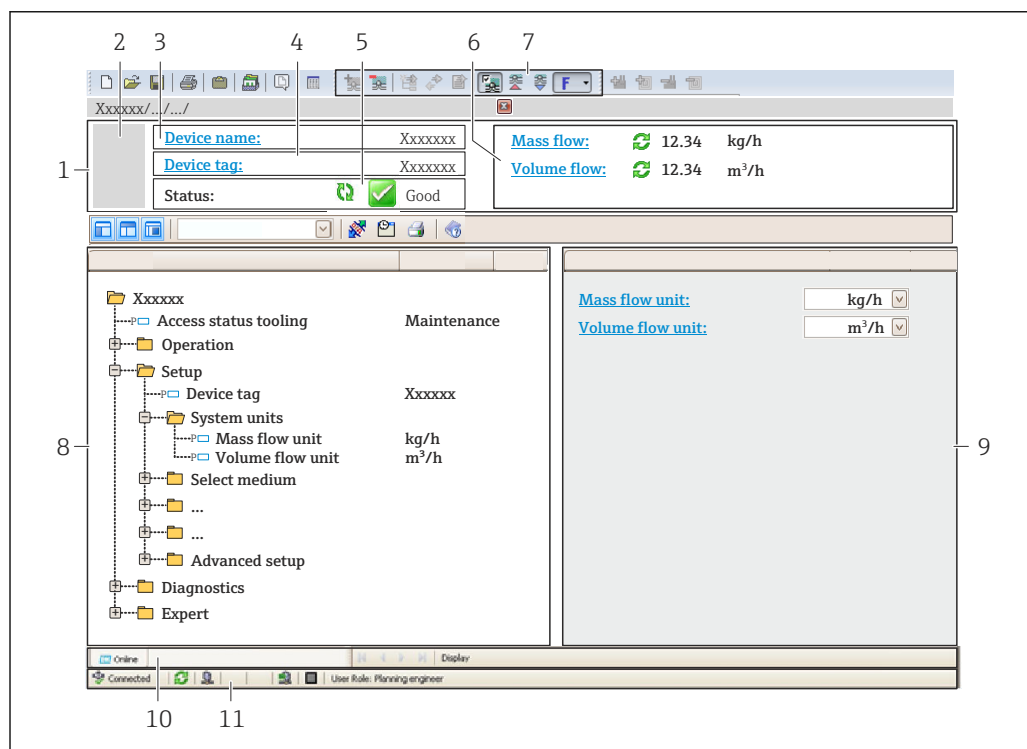 2 3 4 5 6 7
F
Xxxxxx/.../.../
1
Device name: Xxxxxxx
Device tag: Xxxxxxx
Status: Good
Mass flow: 12.34 kg/h
Volume flow: 12.34 m³/h
Xxxxxx
P Access status tooling Maintenance
Operation
Setup
P Device tag Xxxxxx
System units
P Mass flow unit kg/h
P Volume flow unit m³/h
Select medium
...
...
Advanced setup
Diagnostics
Expert
Mass flow unit: kg/h
Volume flow unit: m³/h
8
9
Online Display
Connected User Role: Planning engineer
10 11